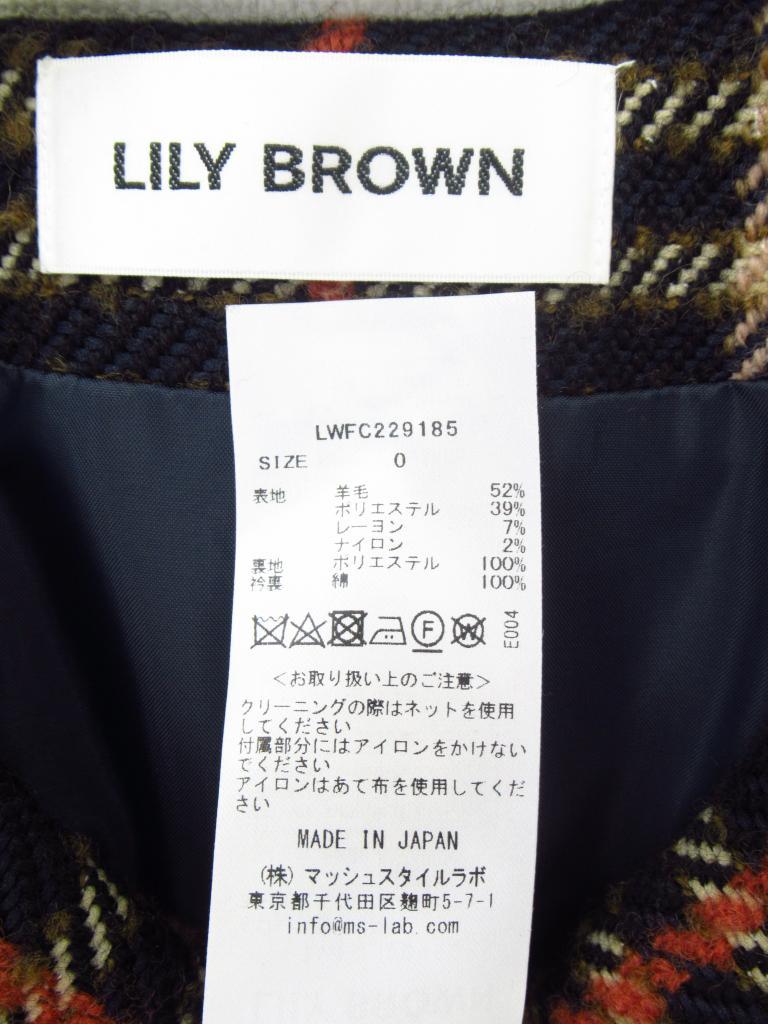 LILY BROWN
LWFC229185
SIZE 0
表地 羊毛 52%
ポリエステル 39%
レーヨン 7%
ナイロン 2%
裏地 ポリエステル 100%
衿裏 綿 100%
F W E004
<お取り扱い上のご注意>
クリーニングの際はネットを使用
してください
付属部分にはアイロンをかけない
でください
アイロンはあて布を使用してくだ
さい
MADE IN JAPAN
(株) マッシュスタイルラボ
東京都千代田区麹町5-7-1
info@ms-lab.com